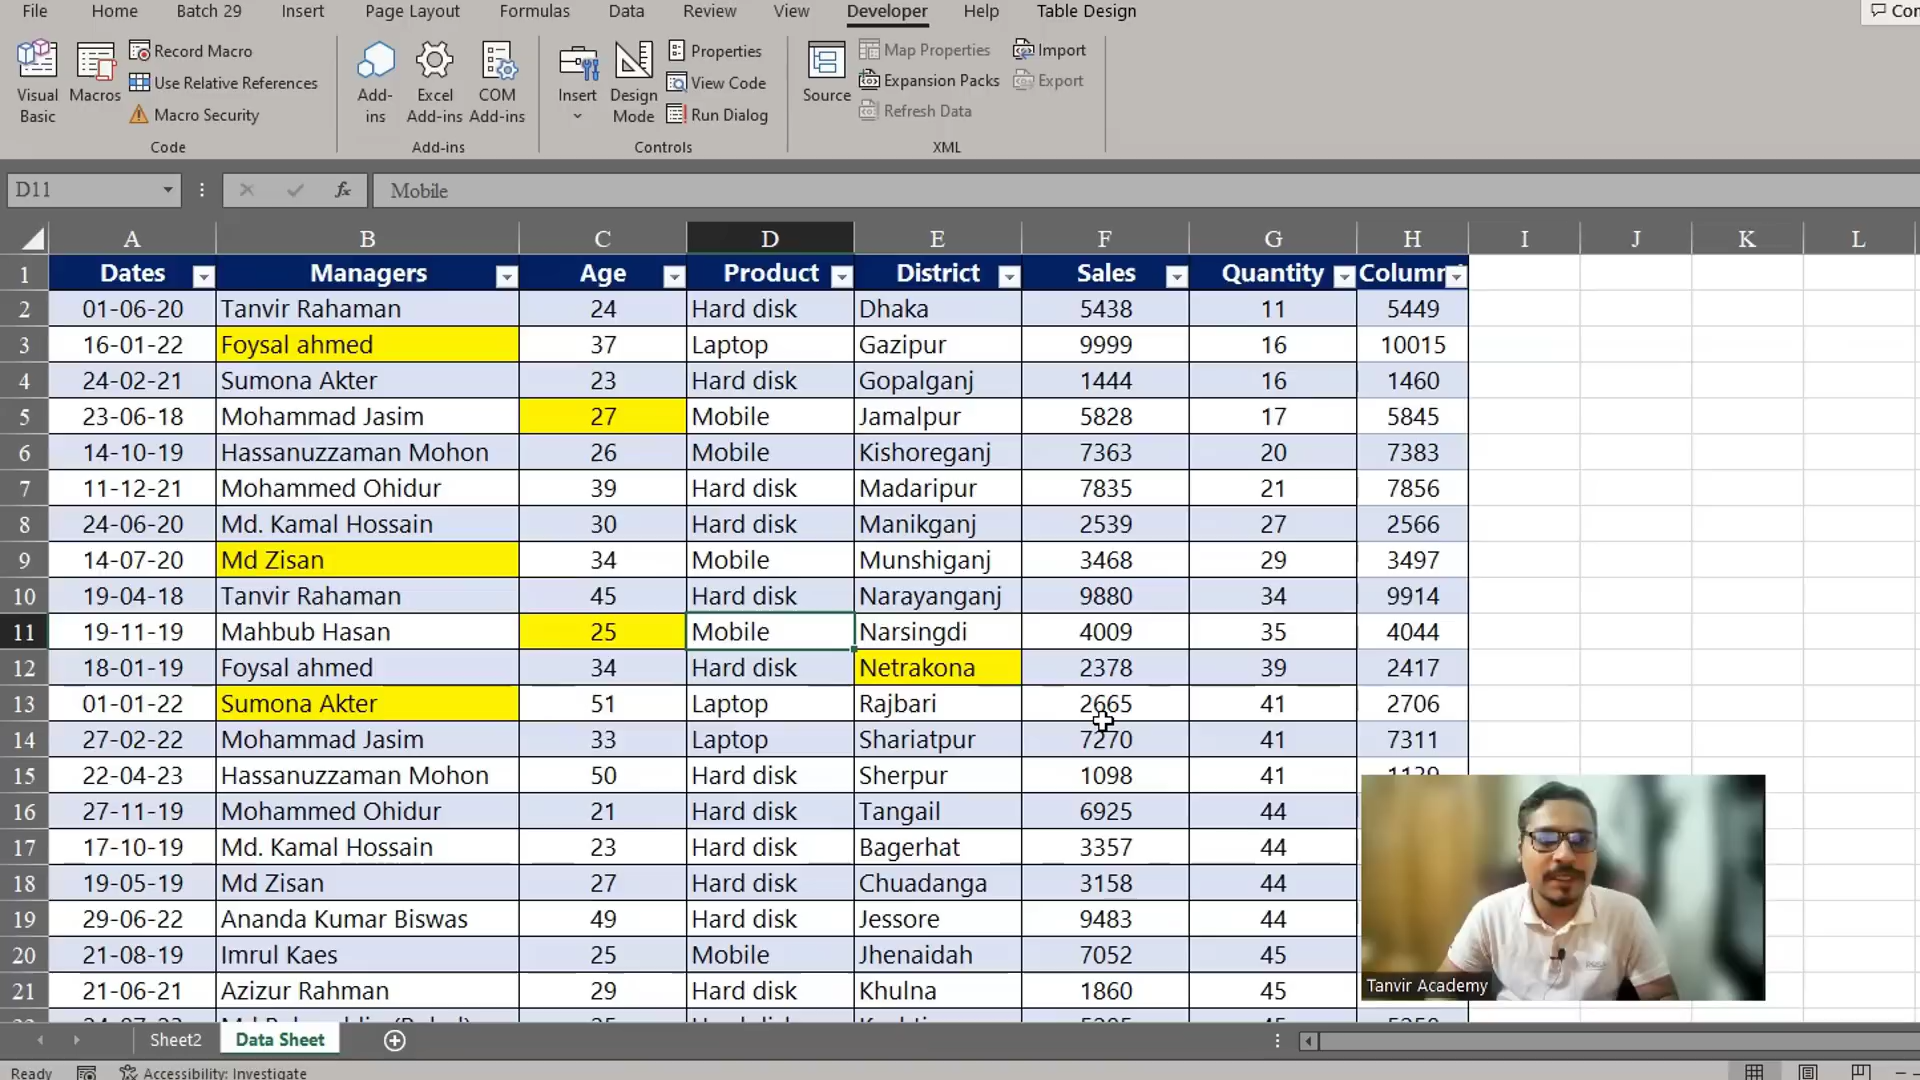 File Home Batch 29 Insert Page Layout Formulas Data Review View Developer Help Table Design
Visual Basic
Macros
Record Macro
Use Relative References
Macro Security
Code
Add-ins
Excel Add-ins
COM Add-ins
Add-ins
Insert
Design Mode
Properties
View Code
Run Dialog
Controls
Source
Map Properties
Expansion Packs
Refresh Data
Import
Export
XML
D11 fx Mobile
A B C D E F G H I J K L
1 Dates Managers Age Product District Sales Quantity
2 01-06-20 Tanvir Rahaman 24 Hard disk Dhaka 5438 11 5449
3 16-01-22 Foysal ahmed 37 Laptop Gazipur 9999 16 10015
4 24-02-21 Sumona Akter 23 Hard disk Gopalganj 1444 16 1460
5 23-06-18 Mohammad Jasim 27 Mobile Jamalpur 5828 17 5845
6 14-10-19 Hassanuzzaman Mohon 26 Mobile Kishoreganj 7363 20 7383
7 11-12-21 Mohammed Ohidur 39 Hard disk Madaripur 7835 21 7856
8 24-06-20 Md. Kamal Hossain 30 Hard disk Manikganj 2539 27 2566
9 14-07-20 Md Zisan 34 Mobile Munshiganj 3468 29 3497
10 19-04-18 Tanvir Rahaman 45 Hard disk Narayanganj 9880 34 9914
11 19-11-19 Mahbub Hasan 25 Mobile Narsingdi 4009 35 4044
12 18-01-19 Foysal ahmed 34 Hard disk Netrakona 2378 39 2417
13 01-01-22 Sumona Akter 51 Laptop Rajbari 2665 41 2706
14 27-02-22 Mohammad Jasim 33 Laptop Shariatpur 7270 41 7311
15 22-04-23 Hassanuzzaman Mohon 50 Hard disk Sherpur 1098 41
16 27-11-19 Mohammed Ohidur 21 Hard disk Tangail 6925 44
17 17-10-19 Md. Kamal Hossain 23 Hard disk Bagerhat 3357 44
18 19-05-19 Md Zisan 27 Hard disk Chuadanga 3158 44
19 29-06-22 Ananda Kumar Biswas 49 Hard disk Jessore 9483 44
20 21-08-19 Imrul Kaes 25 Mobile Jhenaidah 7052 45
21 21-06-21 Azizur Rahman 29 Hard disk Khulna 1860 45
Tanvir Academy
Sheet2 Data Sheet
Ready Accessibility: Investigate